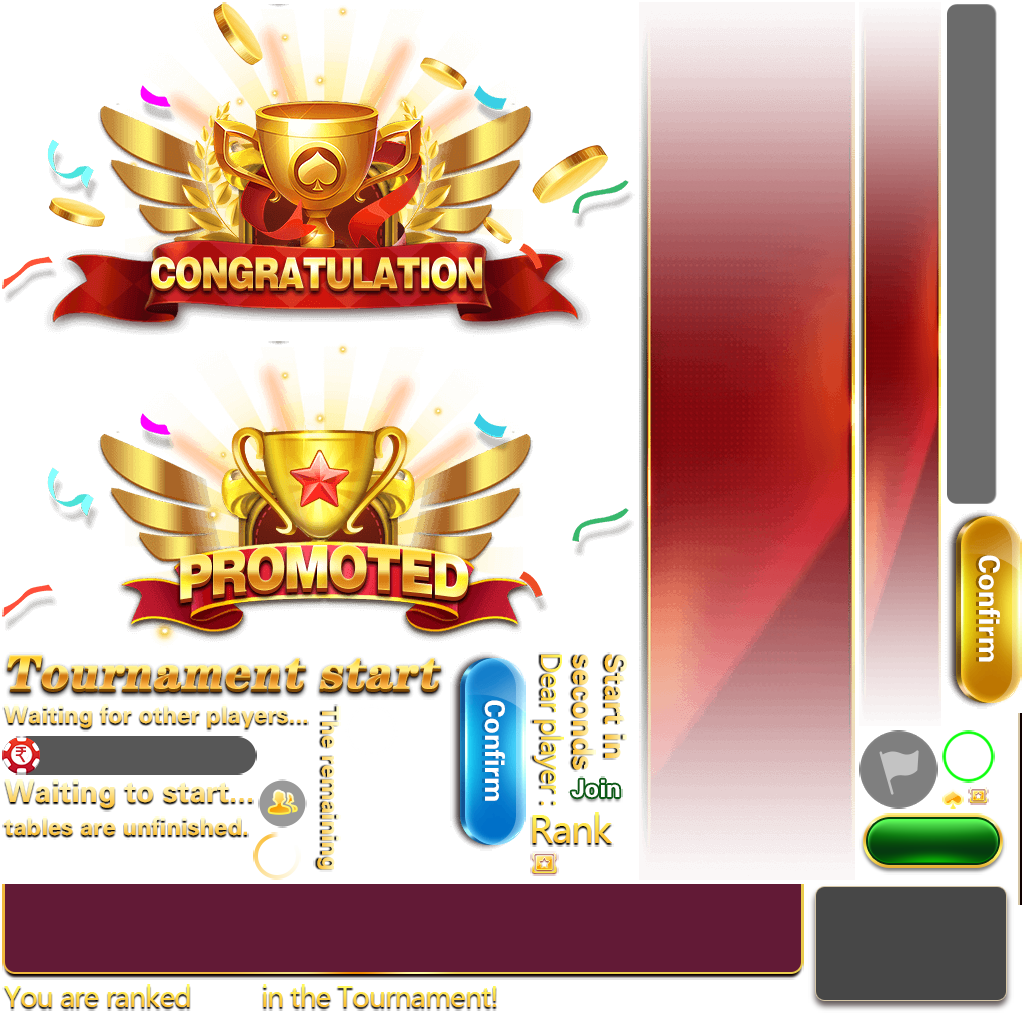 CONGRATULATION
PROMOTED
Tournament start
Waiting for other players...
₹
Waiting to start...
tables are unfinished.
The remaining
Confirm
Dear player:
seconds
Start in
Join
Rank
Confirm
You are ranked in the Tournament!